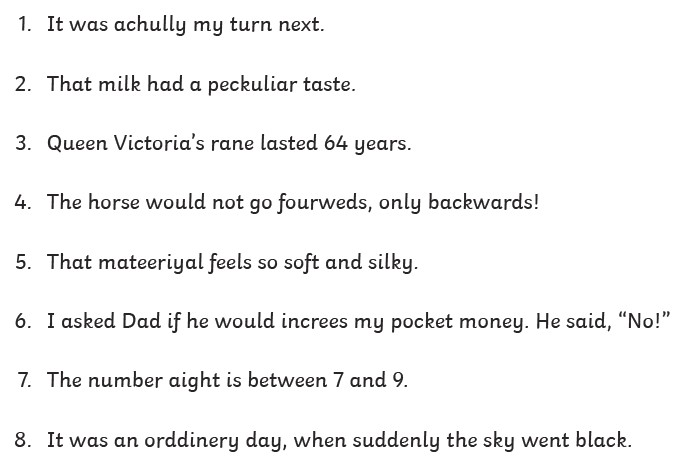 1. It was achully my turn next.
2. That milk had a peckuliar taste.
3. Queen Victoria’s rane lasted 64 years.
4. The horse would not go fourweds, only backwards!
5. That mateeriyal feels so soft and silky.
6. I asked Dad if he would increes my pocket money. He said, “No!”
7. The number aight is between 7 and 9.
8. It was an orddinery day, when suddenly the sky went black.